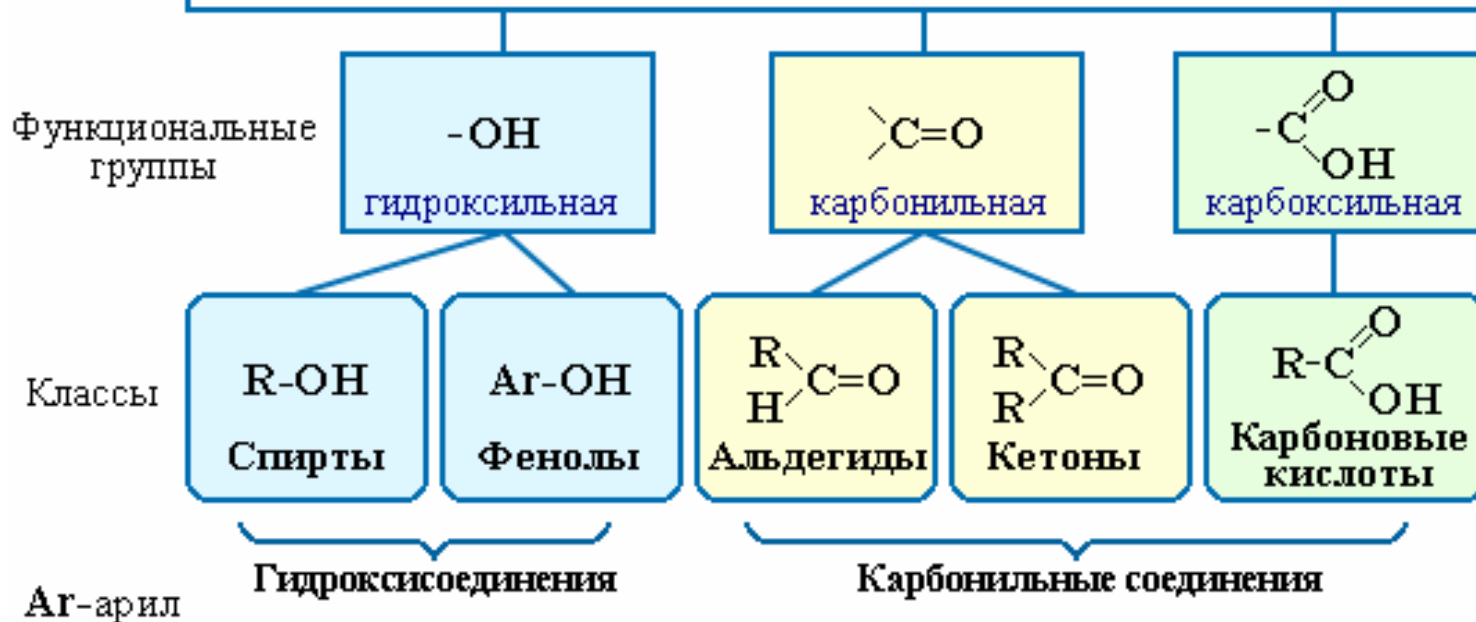 Функциональные
группы
-OH
гидроксильная
C=O
карбонильная
-C
O
OH
карбоксильная
Классы
R-OH
Спирты
Ar-OH
Фенолы
R
H
C=O
Альдегиды
R
R
C=O
Кетоны
R-C
O
OH
Карбоновые
кислоты
Гидроксисоединения
Карбонильные соединения
Ar-арил